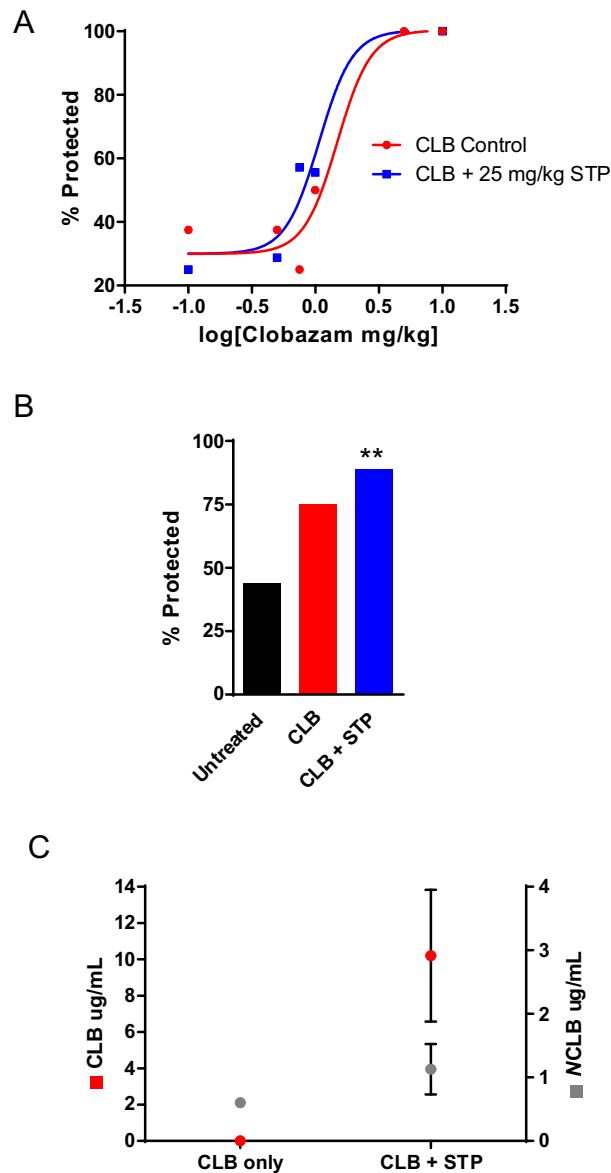 A
100
80
60
40
20
% Protected
CLB Control
CLB + 25 mg/kg STP
-1.5 -1.0 -0.5 0.0 0.5 1.0 1.5
log[Clobazam mg/kg]
B
100
75
50
25
0
% Protected
**
Untreated CLB CLB + STP
C
14
12
10
8
6
4
2
0
CLB ug/mL
4
3
2
1
0
NCLB ug/mL
CLB only CLB + STP